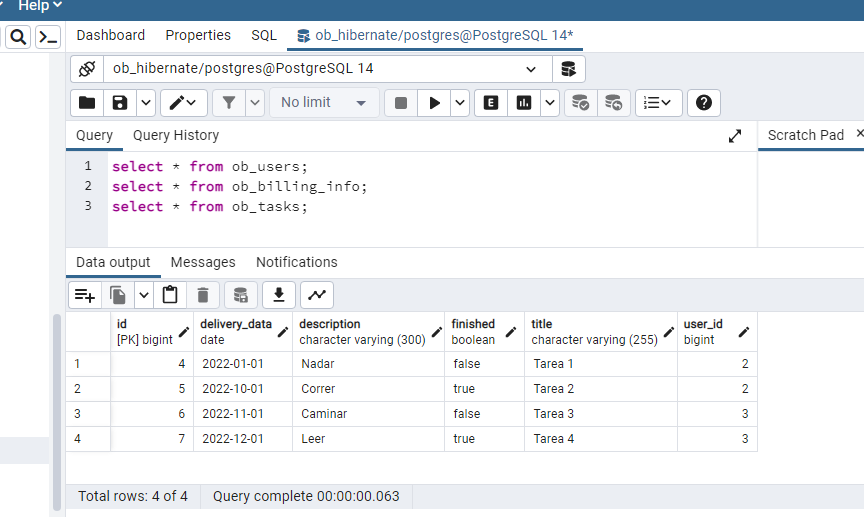 Help
Dashboard Properties SQL ob_hibernate/postgres@PostgreSQL 14*
ob_hibernate/postgres@PostgreSQL 14
No limit E
Query Query History Scratch Pad
1 select * from ob_users;
2 select * from ob_billing_info;
3 select * from ob_tasks;
Data output Messages Notifications
id delivery_data description finished title user_id
[PK] bigint date character varying (300) boolean character varying (255) bigint
1 4 2022-01-01 Nadar false Tarea 1 2
2 5 2022-10-01 Correr true Tarea 2 2
3 6 2022-11-01 Caminar false Tarea 3 3
4 7 2022-12-01 Leer true Tarea 4 3
Total rows: 4 of 4 Query complete 00:00:00.063